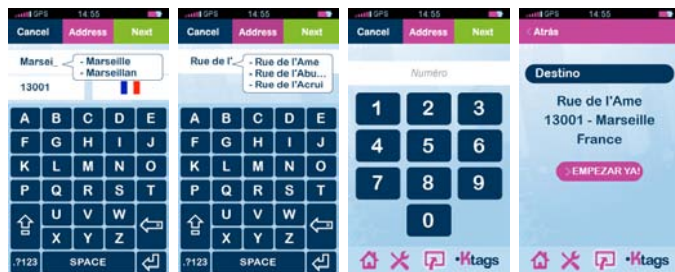 GPS 14:55
Cancel Address Next
Marsei_
- Marseille
- Marseillan
13001
A B C D E
F G H I J
K L M N O
P Q R S T
U V W
X Y Z
.?123 SPACE
GPS 14:55
Cancel Address Next
Rue de l'_
- Rue de l'Ame
- Rue de l'Abu...
- Rue de l'Acrui
A B C D E
F G H I J
K L M N O
P Q R S T
U V W
X Y Z
.?123 SPACE
GPS 14:55
Cancel Address Next
Numéro
1 2 3
4 5 6
7 8 9
0
Ktags
GPS 14:55
Atrás
Destino
Rue de l'Ame
13001 - Marseille
France
EMPEZAR YA!
Ktags